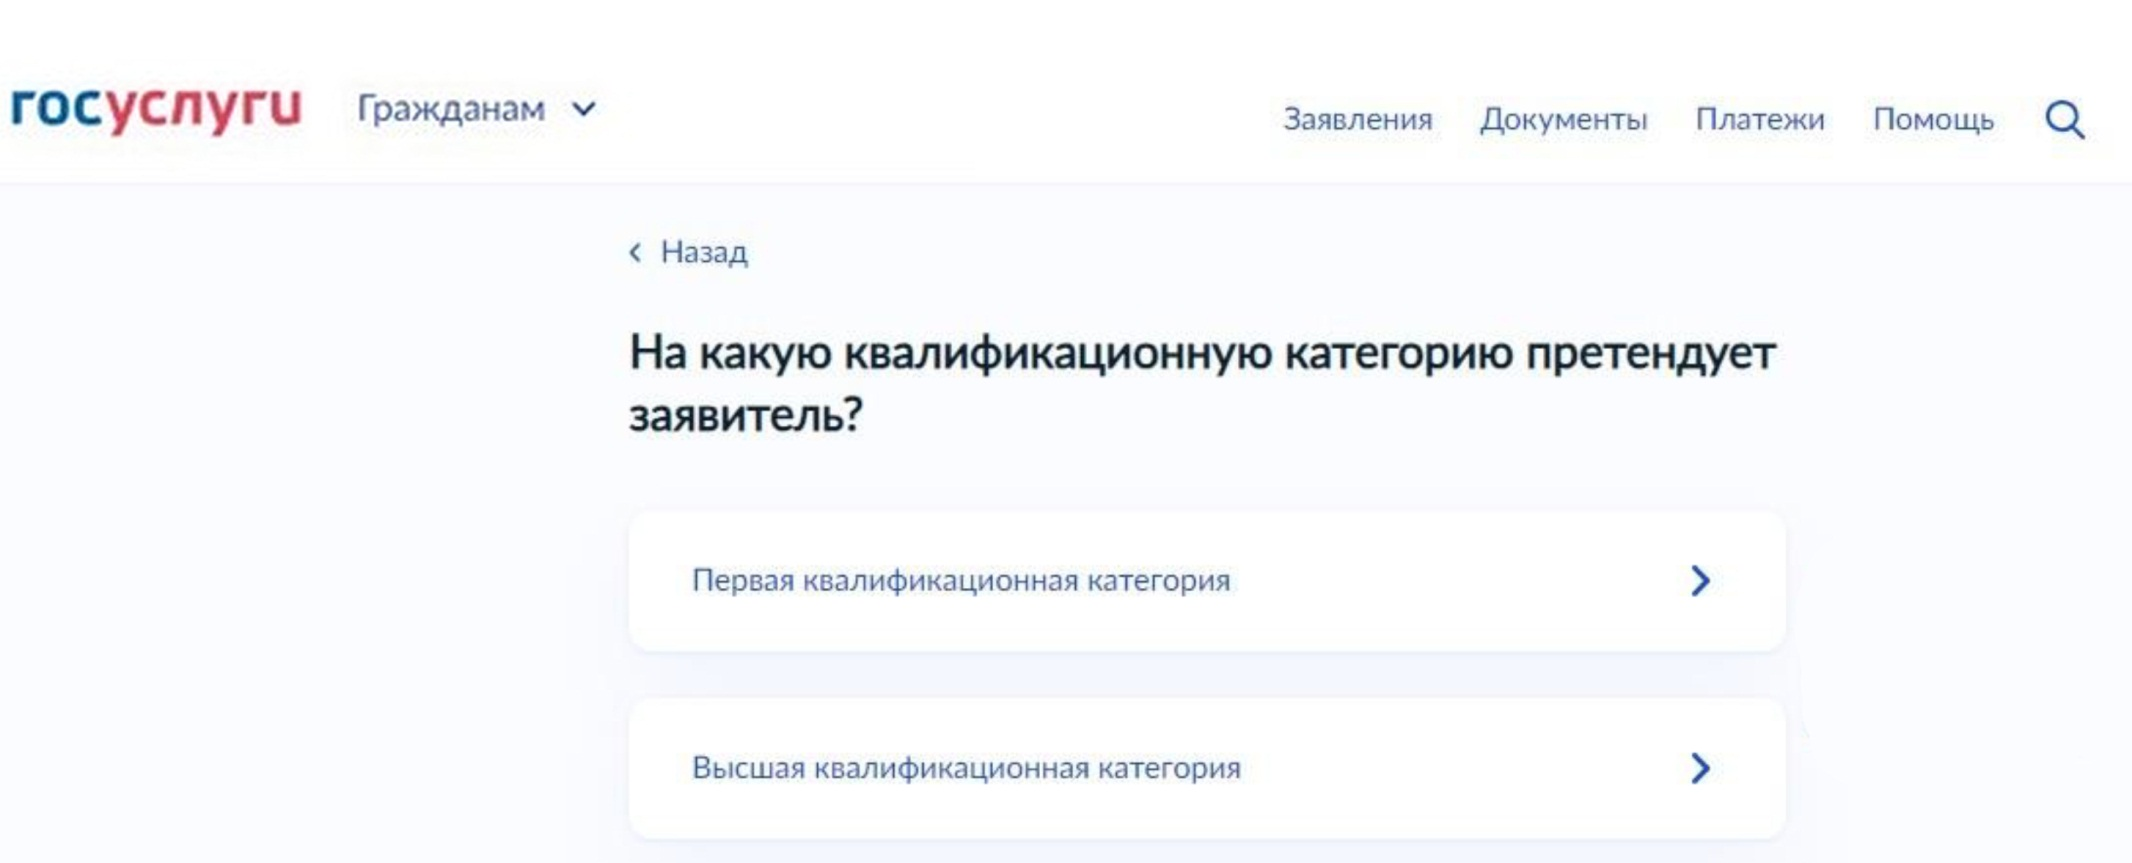 госуслуги Гражданам
Заявления Документы Платежи Помощь
Назад
На какую квалификационную категорию претендует
заявитель?
Первая квалификационная категория
Высшая квалификационная категория